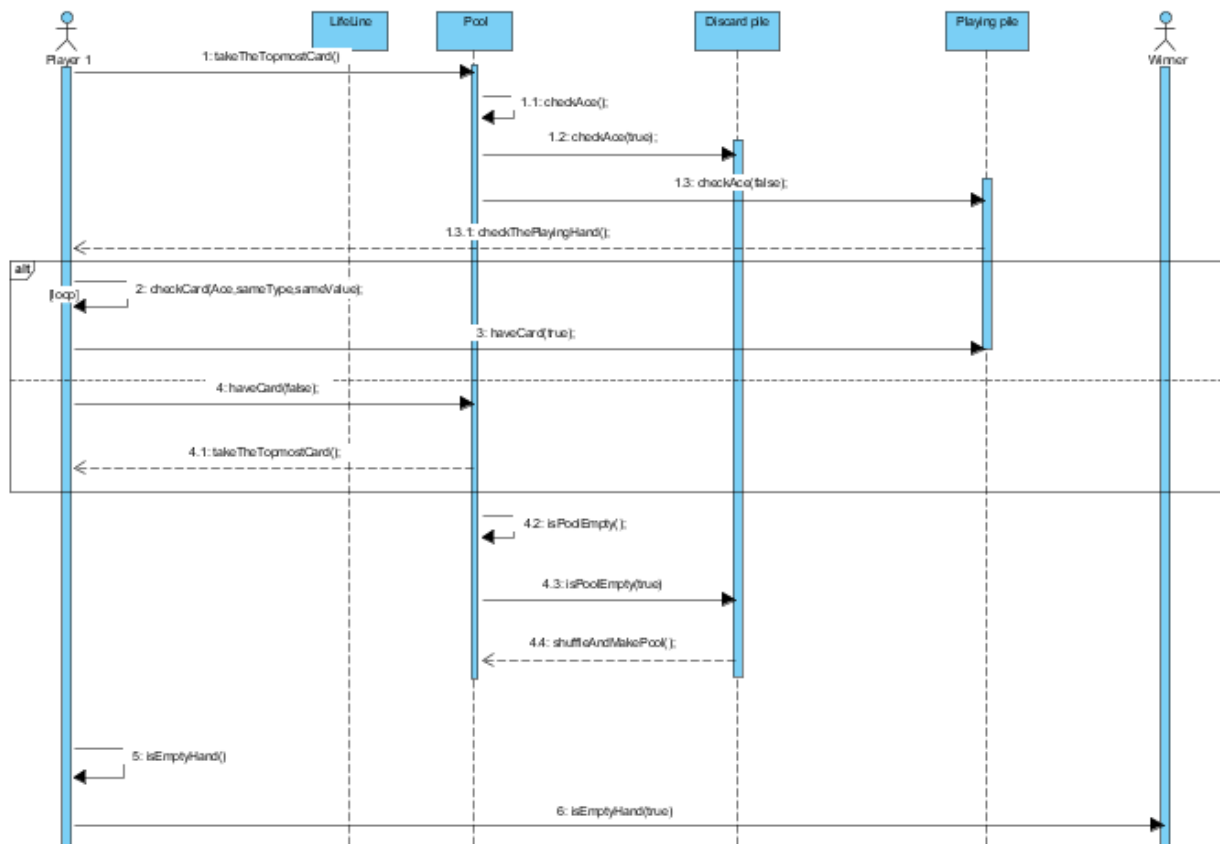 LifeLine
Pool
Discard pile
Playing pile
Player 1
Winner
1: takeTheTopmostCard()
1.1: checkAce();
1.2: checkAce(true);
1.3: checkAce(false);
1.3.1: checkThePlayingHand();
alt
[loop]
2: checkCard(Ace,sameType,sameValue);
3: haveCard(true);
4: haveCard(false);
4.1: takeTheTopmostCard();
4.2: isPoolEmpty();
4.3: isPoolEmpty(true)
4.4: shuffleAndMakePool();
5: isEmptyHand()
6: isEmptyHand(true)